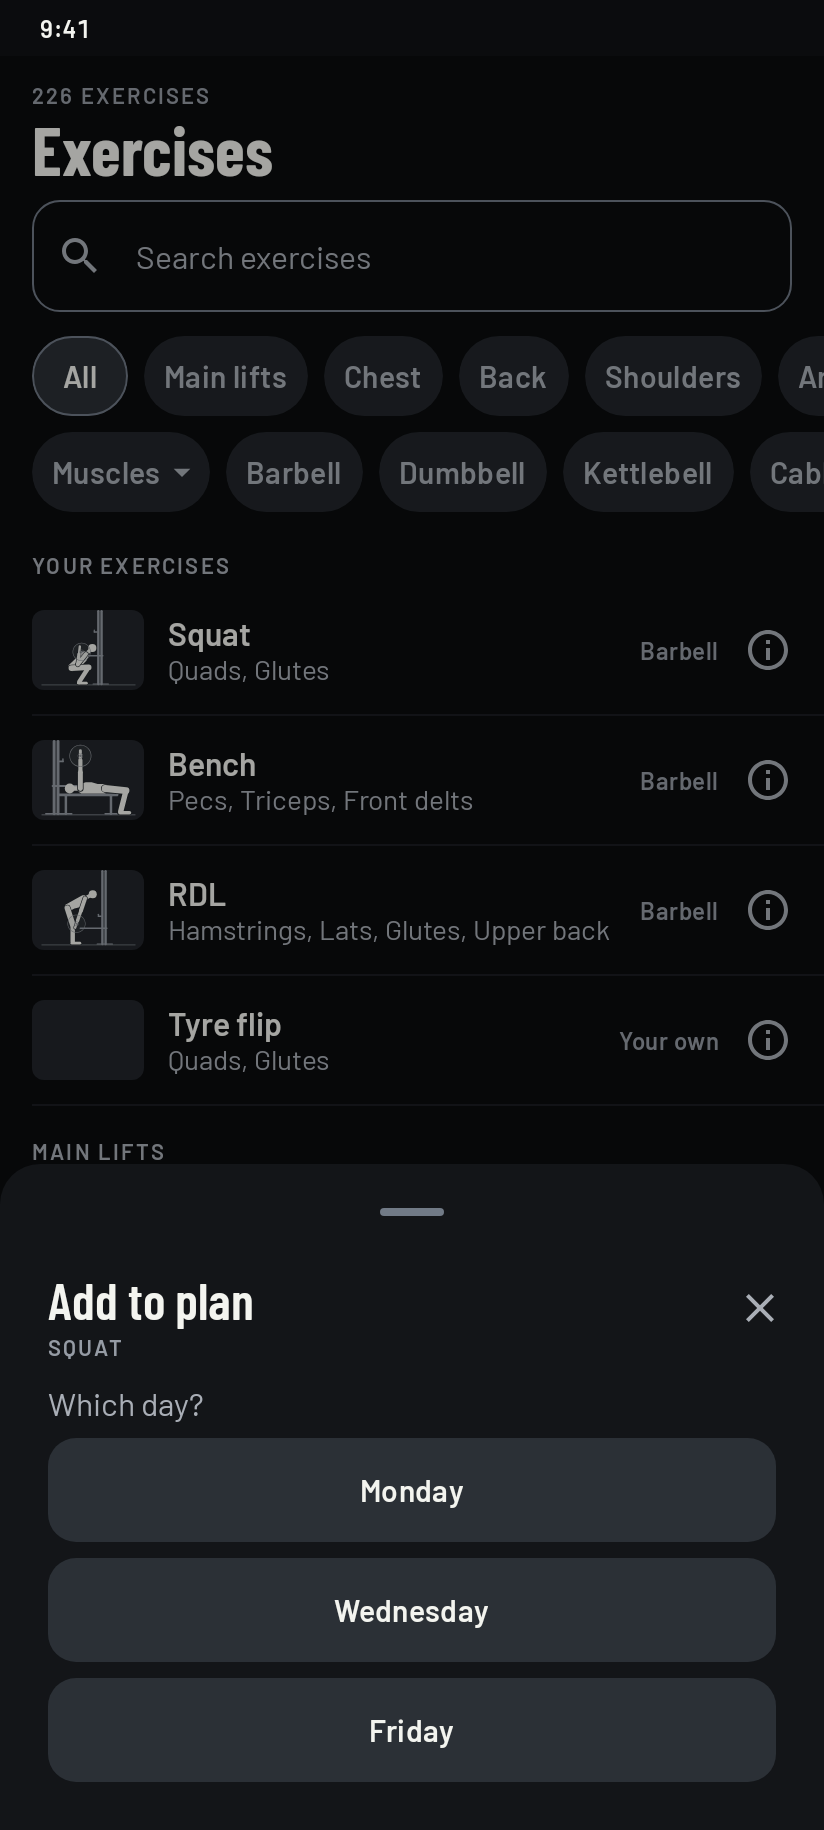 9:41
226 EXERCISES
Exercises
Search exercises
All Main lifts Chest Back Shoulders
Muscles Barbell Dumbbell Kettlebell
YOUR EXERCISES
Squat
Quads, Glutes
Barbell
Bench
Pecs, Triceps, Front delts
Barbell
RDL
Hamstrings, Lats, Glutes, Upper back
Barbell
Tyre flip
Quads, Glutes
Your own
MAIN LIFTS
Add to plan
SQUAT
Which day?
Monday
Wednesday
Friday